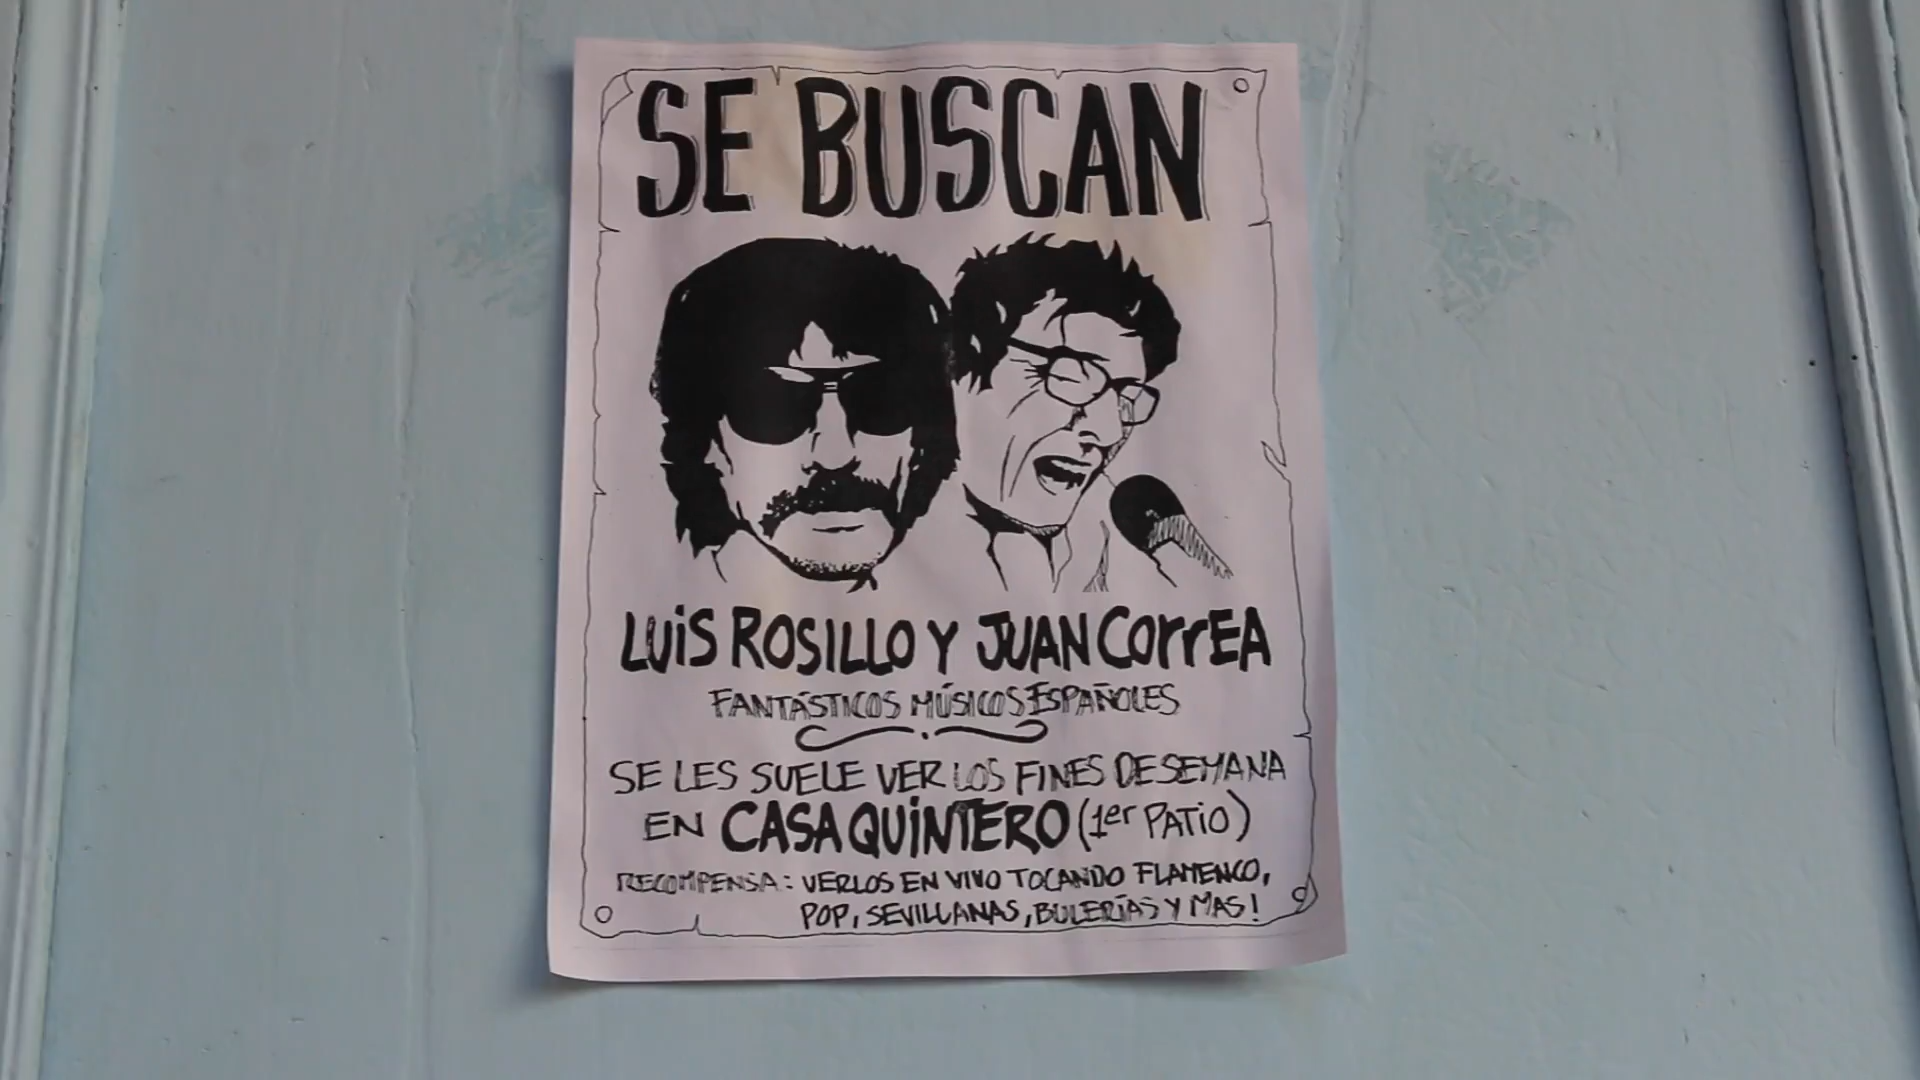 SE BUSCAN
LUiS ROSILLO Y JUAN CorrEA
FANTÁSTICOS MÚSICOS ESPAÑOLES
SE LES SUELE VER LOS FINES DE SEMANA
EN CASA QUiNTERO (1er PATiO)
RECOMPENSA: VERLOS EN VIVO TOCANDO FLAMENCO,
POP, SEVILLANAS, BULERÍAS Y MAS!